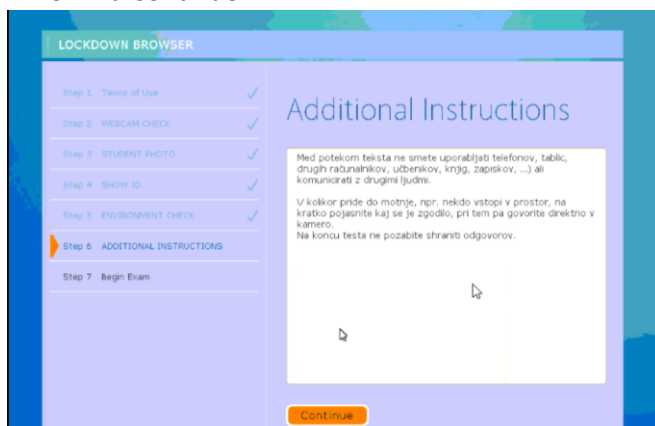 LOCKDOWN BROWSER
Step 1 Terms of Use
Step 2 WEBCAM CHECK
Step 3 STUDENT PHOTO
Step 4 SHOW ID
Step 5 ENVIRONMENT CHECK
Step 6 ADDITIONAL INSTRUCTIONS
Step 7 Begin Exam
Additional Instructions
Med potekom teksta ne smete uporabljati telefonov, tablic,
drugih računalnikov, učbenikov, knjig, zapiskov, ...) ali
komunicirati z drugimi ljudmi.
V kolikor pride do motnje, npr. nekdo vstopi v prostor, na
kratko pojasnite kaj se je zgodilo, pri tem pa govorite direktno v
kamero.
Na koncu testa ne pozabite shraniti odgovorov.
Continue